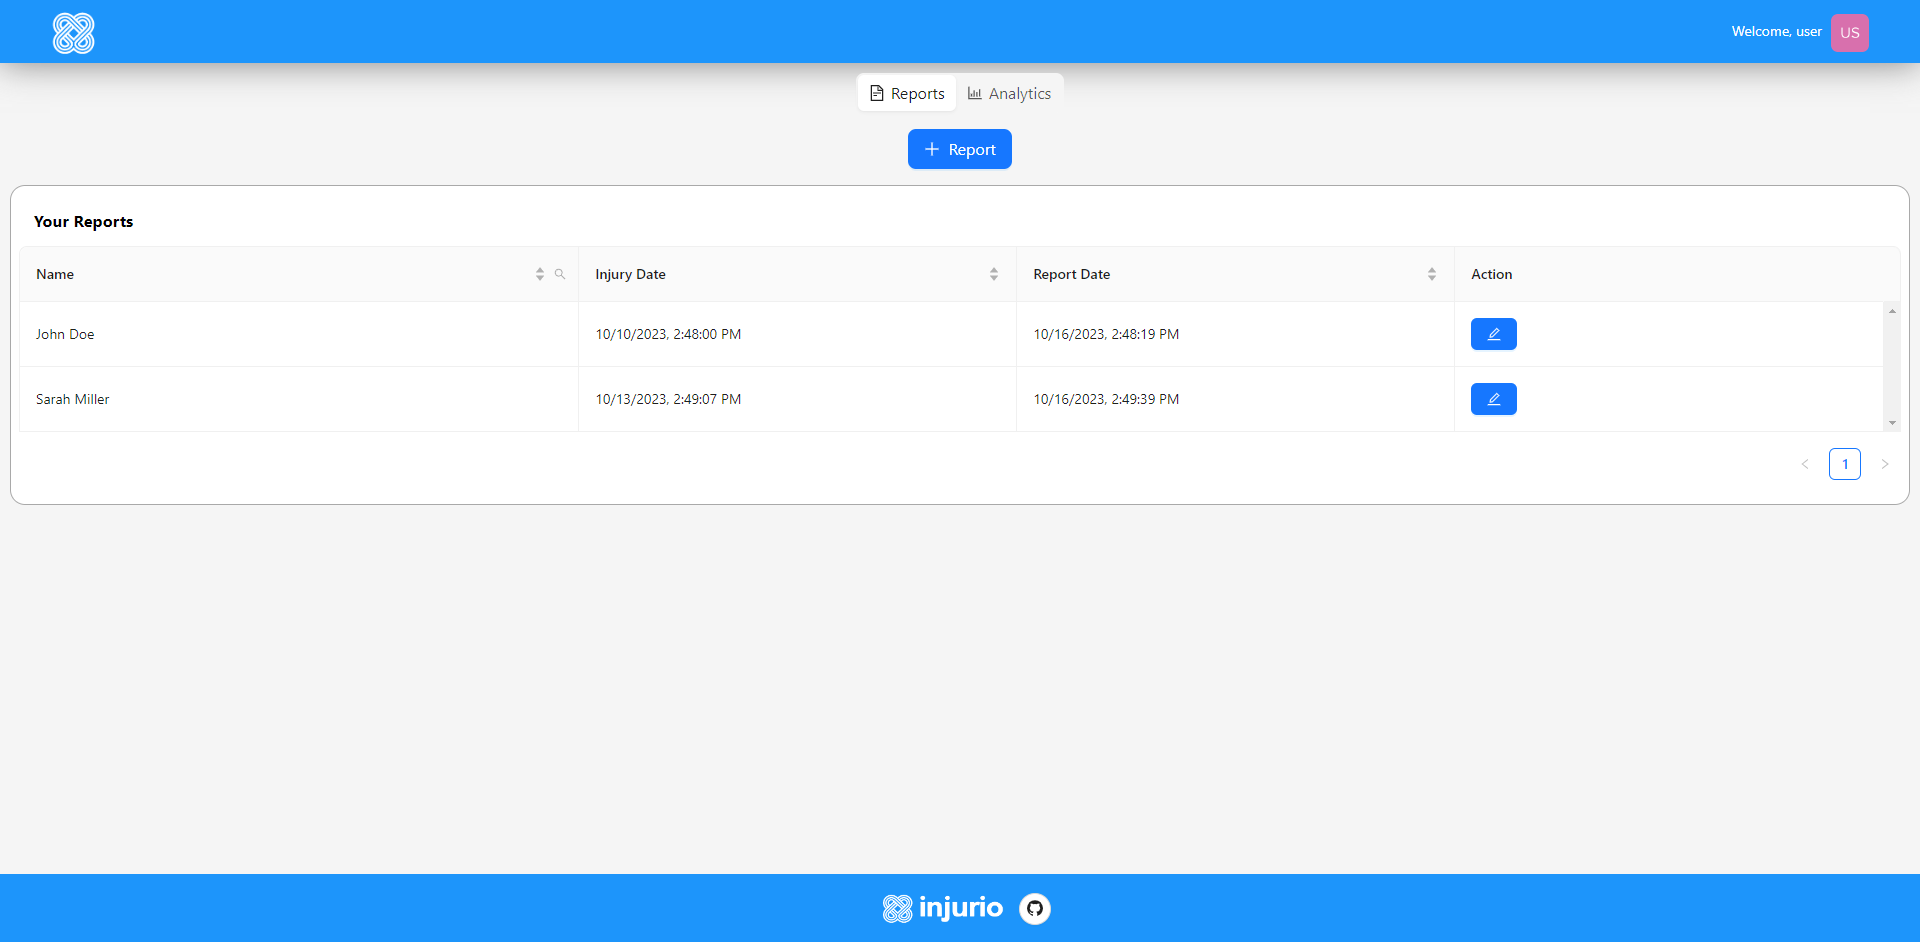 Welcome, user US
Reports Analytics
Report
Your Reports
Name Injury Date Report Date Action
John Doe 10/10/2023, 2:48:00 PM 10/16/2023, 2:48:19 PM
Sarah Miller 10/13/2023, 2:49:07 PM 10/16/2023, 2:49:39 PM
1
injurio